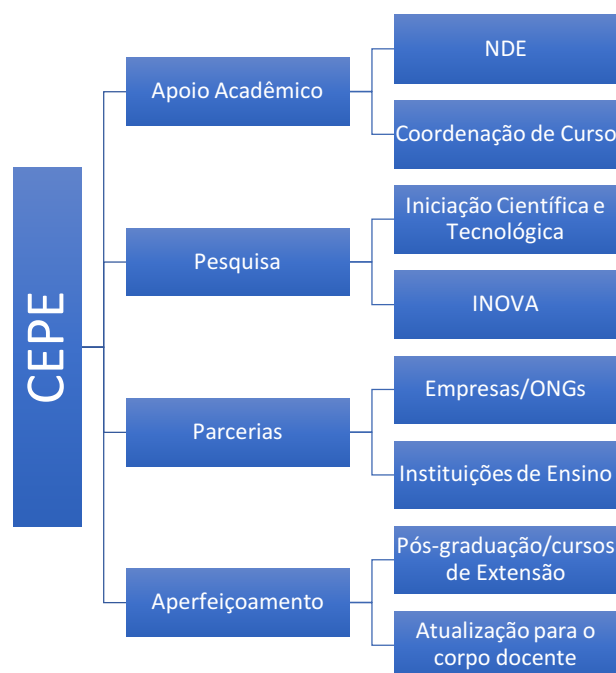 CEPE
Apoio Acadêmico
NDE
Coordenação de Curso
Pesquisa
Iniciação Científica e
Tecnológica
INOVA
Parcerias
Empresas/ONGs
Instituições de Ensino
Aperfeiçoamento
Pós-graduação/cursos
de Extensão
Atualização para o
corpo docente